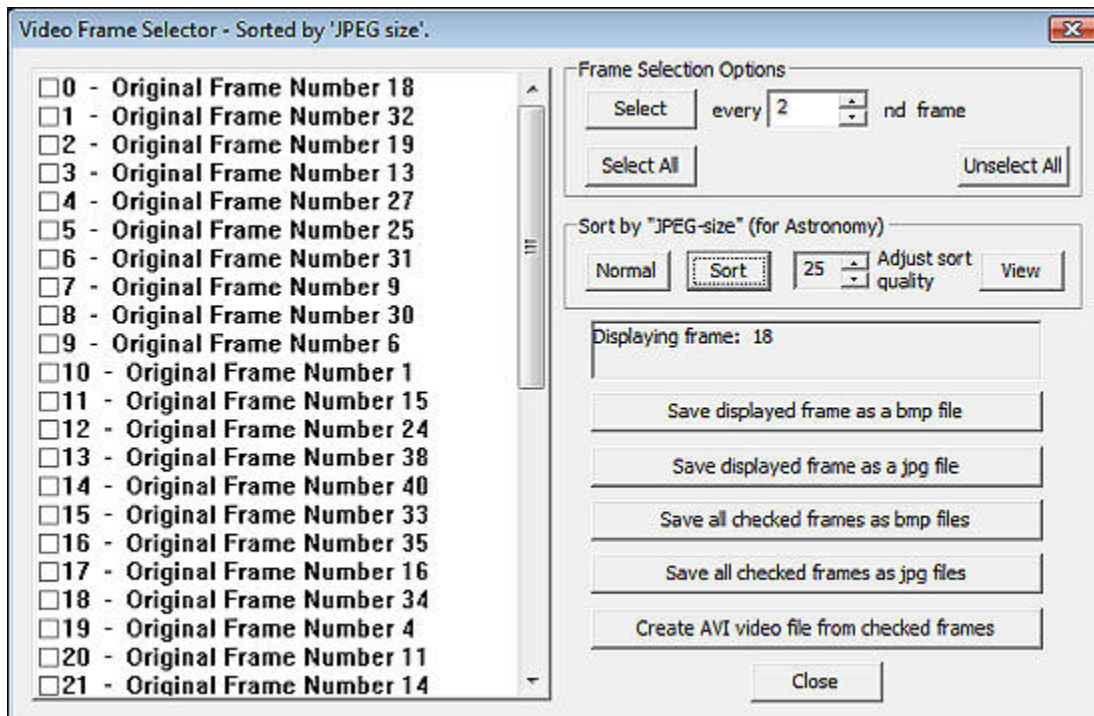 Video Frame Selector - Sorted by 'JPEG size'.
0 - Original Frame Number 18
1 - Original Frame Number 32
2 - Original Frame Number 19
3 - Original Frame Number 13
4 - Original Frame Number 27
5 - Original Frame Number 25
6 - Original Frame Number 31
7 - Original Frame Number 9
8 - Original Frame Number 30
9 - Original Frame Number 6
10 - Original Frame Number 1
11 - Original Frame Number 15
12 - Original Frame Number 24
13 - Original Frame Number 38
14 - Original Frame Number 40
15 - Original Frame Number 33
16 - Original Frame Number 35
17 - Original Frame Number 16
18 - Original Frame Number 34
19 - Original Frame Number 4
20 - Original Frame Number 11
21 - Original Frame Number 14
Frame Selection Options
Select every 2 nd frame
Select All Unselect All
Sort by "JPEG-size" (for Astronomy)
Normal Sort 25 Adjust sort quality View
Displaying frame: 18
Save displayed frame as a bmp file
Save displayed frame as a jpg file
Save all checked frames as bmp files
Save all checked frames as jpg files
Create AVI video file from checked frames
Close